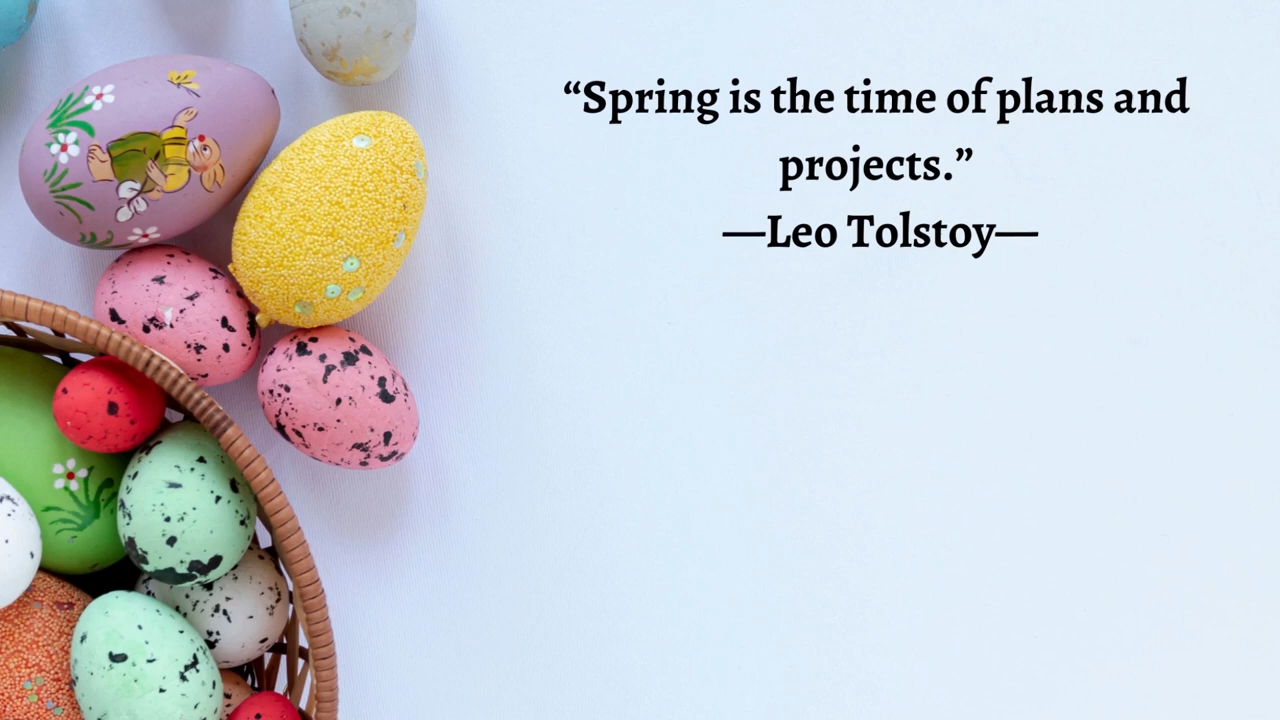 “Spring is the time of plans and
projects.”
—Leo Tolstoy—